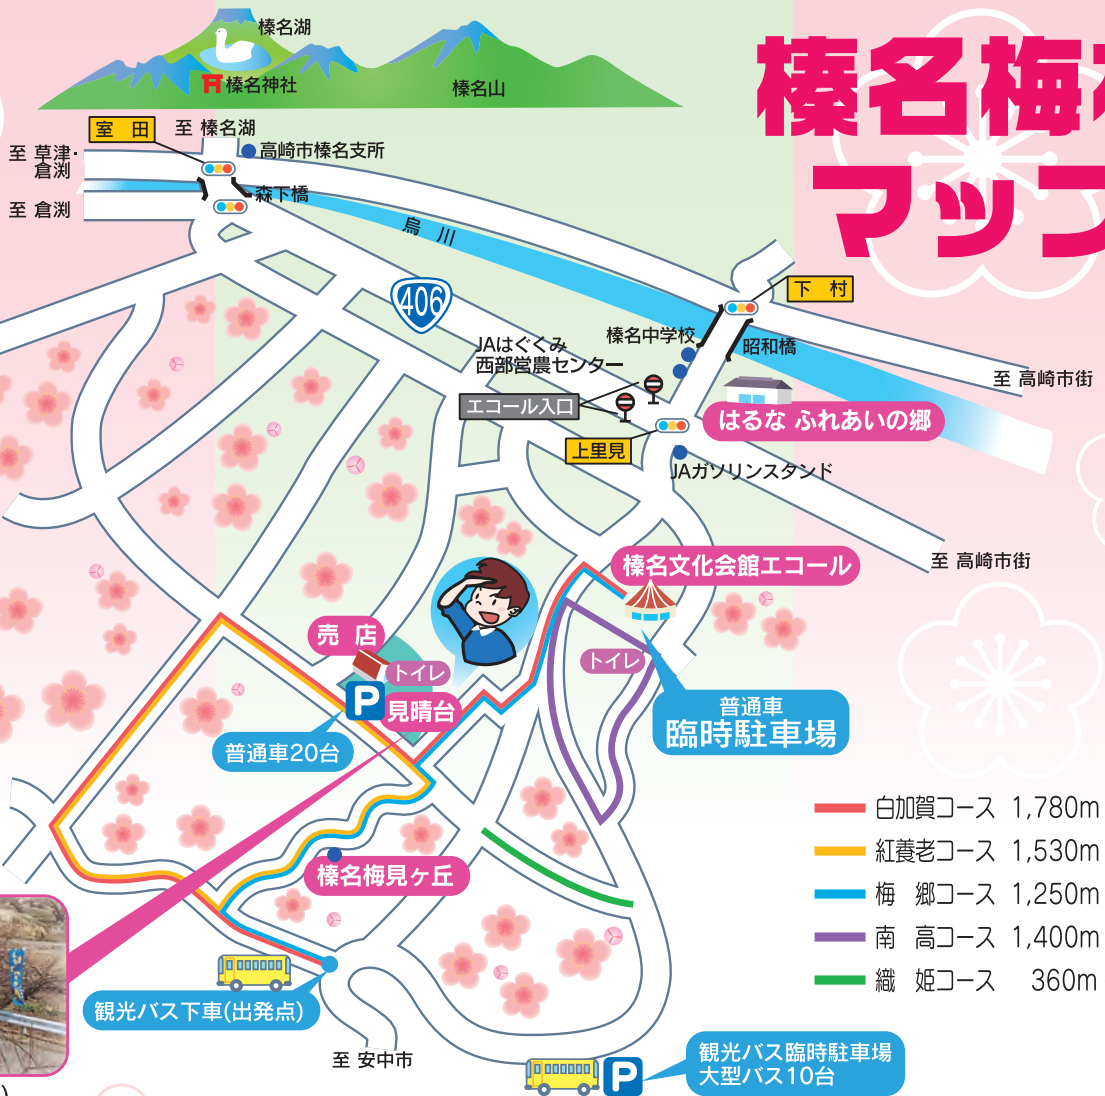 榛名梅
マップ
榛名湖
榛名神社
榛名山
室 田
至 榛名湖
高崎市榛名支所
至 草津・
倉渕
至 倉渕
森下橋
烏 川
406
下 村
榛名中学校
昭和橋
JAはぐくみ
西部営農センター
エコール入口
至 高崎市街
はるな ふれあいの郷
上里見
JAガソリンスタンド
至 高崎市街
榛名文化会館エコール
売 店
トイレ
トイレ
P
見晴台
普通車20台
普通車
臨時駐車場
白加賀コース 1,780m
紅養老コース 1,530m
梅 郷コース 1,250m
南 高コース 1,400m
織 姫コース 360m
榛名梅見ヶ丘
観光バス下車(出発点)
至 安中市
P
観光バス臨時駐車場
大型バス10台
)